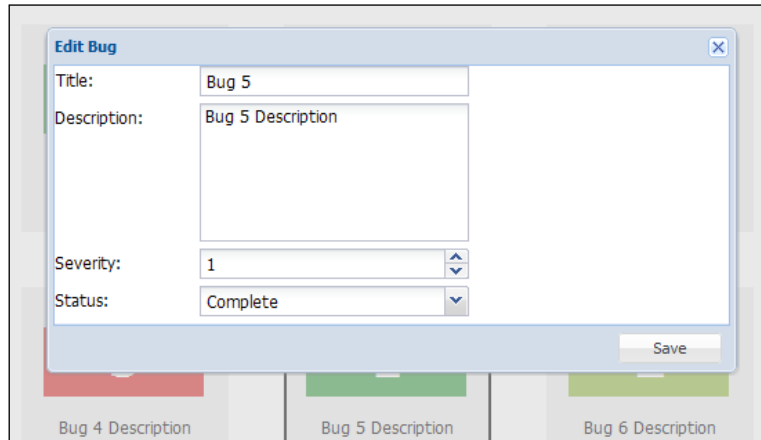 Edit Bug
Title:
Bug 5
Description:
Bug 5 Description
Severity:
1
Status:
Complete
Save
Bug 4 Description
Bug 5 Description
Bug 6 Description